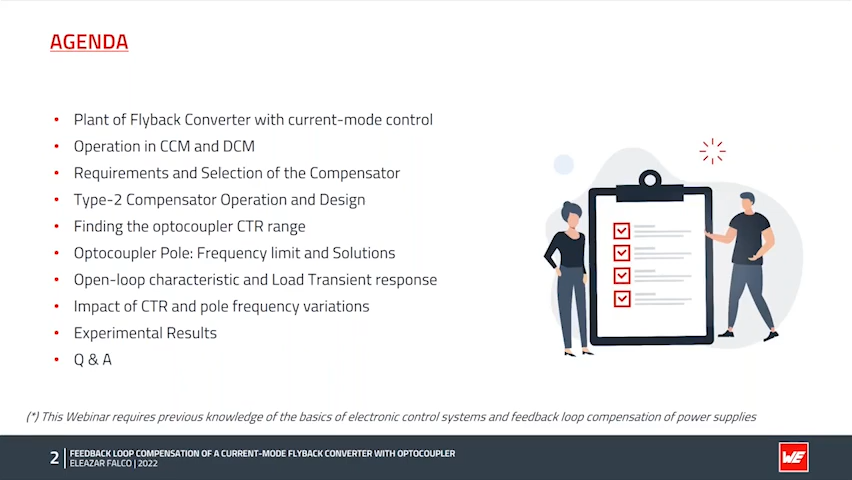 AGENDA
• Plant of Flyback Converter with current-mode control
• Operation in CCM and DCM
• Requirements and Selection of the Compensator
• Type-2 Compensator Operation and Design
• Finding the optocoupler CTR range
• Optocoupler Pole: Frequency limit and Solutions
• Open-loop characteristic and Load Transient response
• Impact of CTR and pole frequency variations
• Experimental Results
• Q & A
(*) This Webinar requires previous knowledge of the basics of electronic control systems and feedback loop compensation of power supplies
2
FEEDBACK LOOP COMPENSATION OF A CURRENT-MODE FLYBACK CONVERTER WITH OPTOCOUPLER
ELEAZAR FALCO | 2022
WE